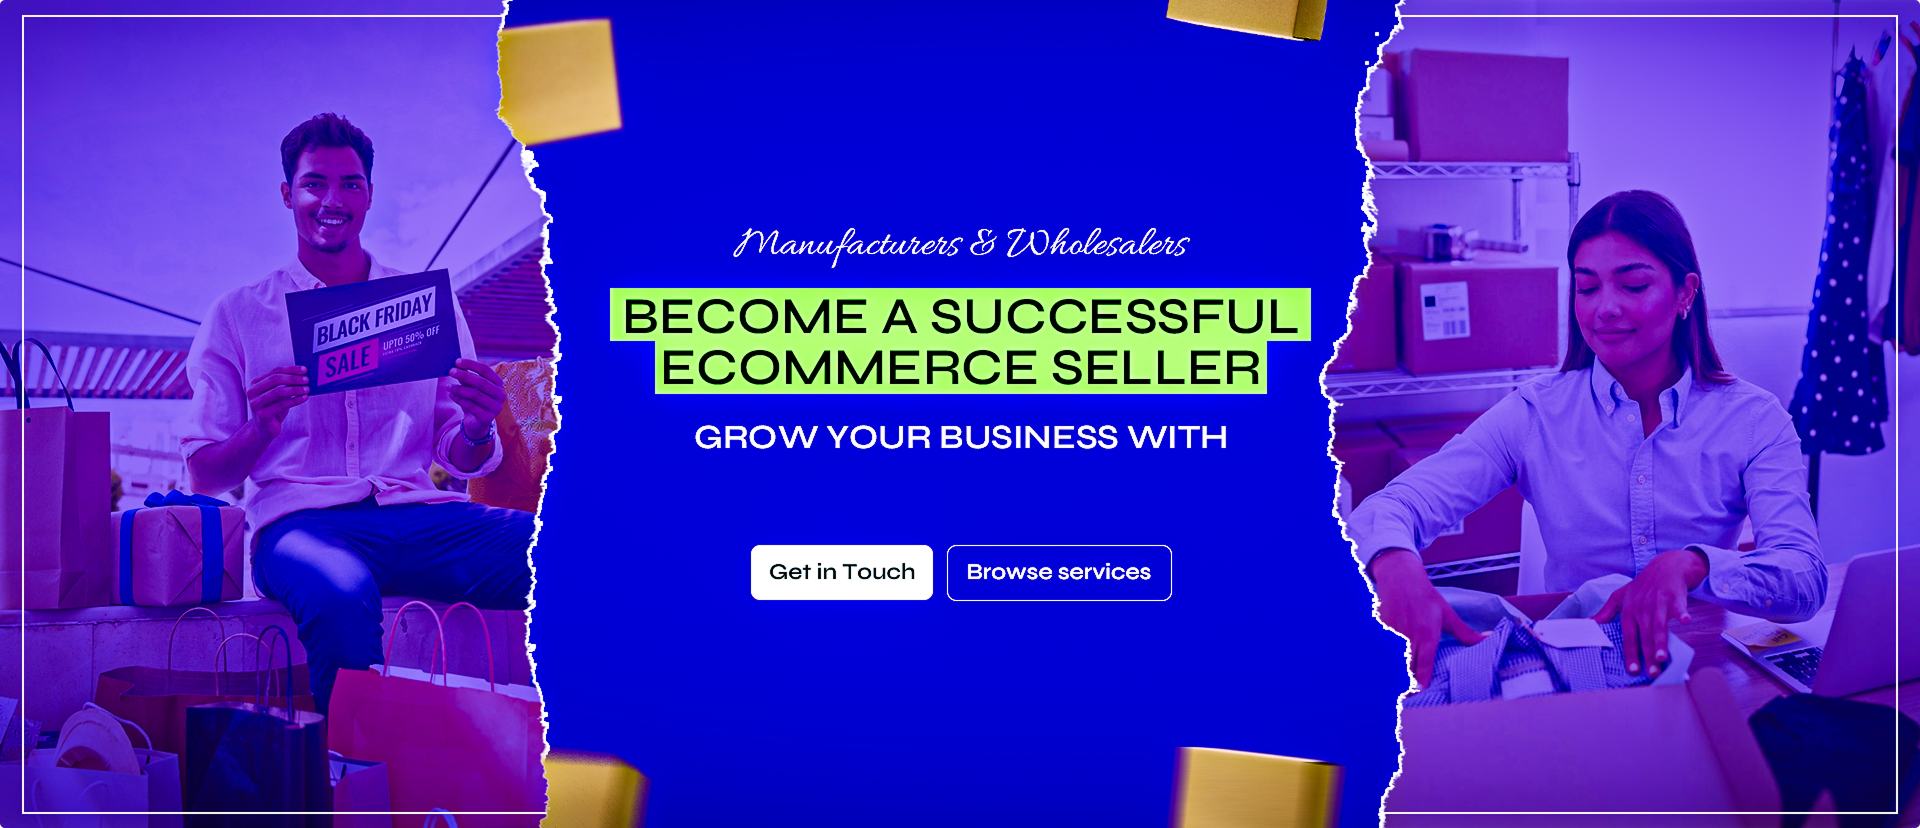 Manufacturers & Wholesalers
BECOME A SUCCESSFUL
ECOMMERCE SELLER
GROW YOUR BUSINESS WITH
Get in Touch
Browse services
BLACK FRIDAY
SALE
UPTO 50% OFF